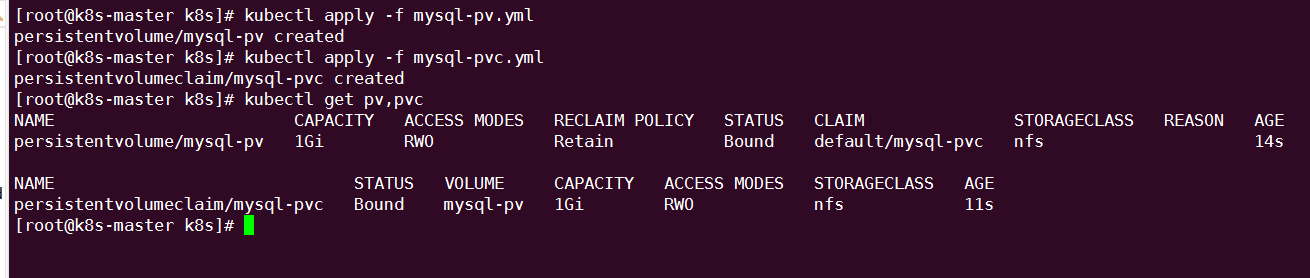 [root@k8s-master k8s]# kubectl apply -f mysql-pv.yml
persistentvolume/mysql-pv created
[root@k8s-master k8s]# kubectl apply -f mysql-pvc.yml
persistentvolumeclaim/mysql-pvc created
[root@k8s-master k8s]# kubectl get pv,pvc
NAME                        CAPACITY   ACCESS MODES   RECLAIM POLICY   STATUS   CLAIM               STORAGECLASS   REASON   AGE
persistentvolume/mysql-pv   1Gi        RWO            Retain           Bound    default/mysql-pvc   nfs                     14s
NAME                              STATUS   VOLUME     CAPACITY   ACCESS MODES   STORAGECLASS   AGE
persistentvolumeclaim/mysql-pvc   Bound    mysql-pv   1Gi        RWO            nfs            11s
[root@k8s-master k8s]#